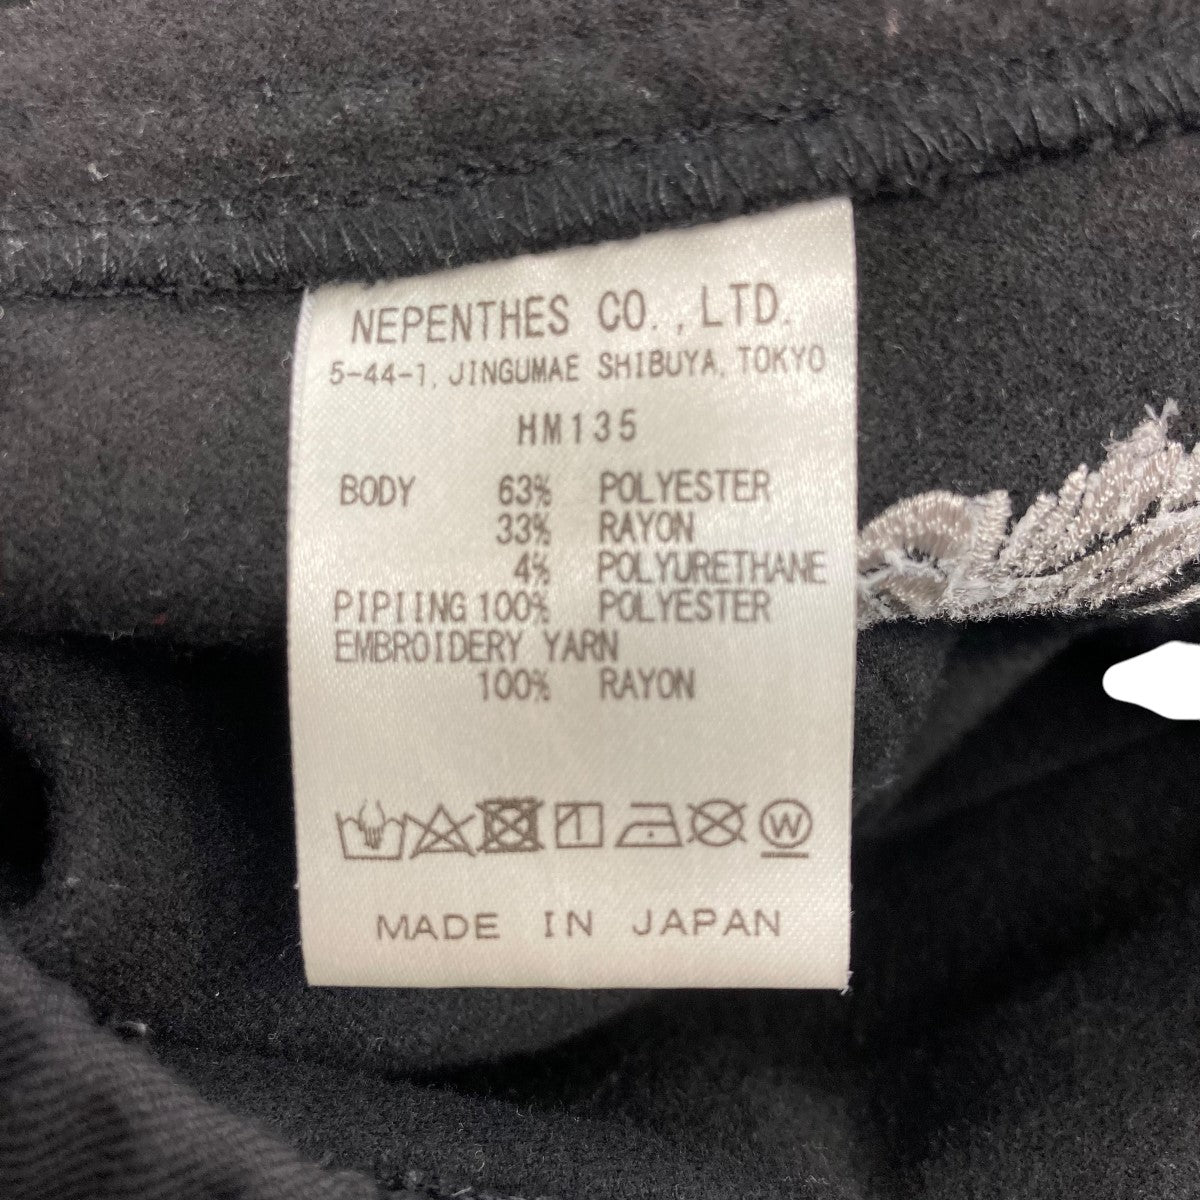 NEPENTHES CO.,LTD.
5-44-1, JINGUMAE SHIBUYA, TOKYO
HM135
BODY 63% POLYESTER
33% RAYON
4% POLYURETHANE
PIPIING 100% POLYESTER
EMBROIDERY YARN
100% RAYON
1 W
MADE IN JAPAN